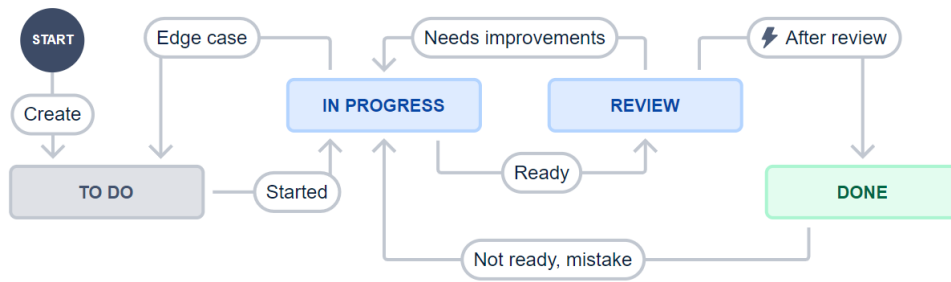 START
Edge case
Needs improvements
After review
Create
IN PROGRESS
REVIEW
TO DO
Started
Ready
DONE
Not ready, mistake